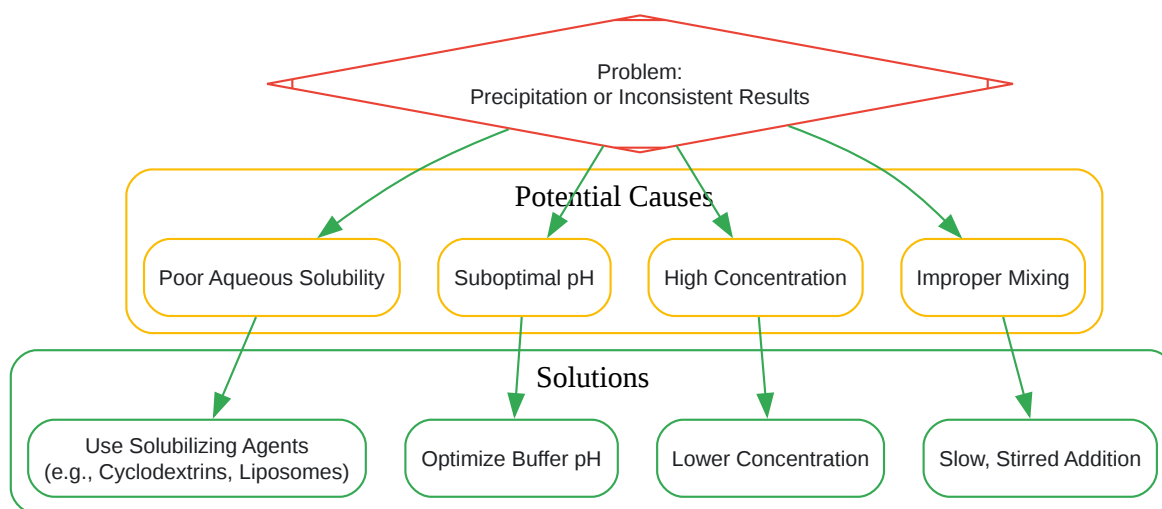 Problem:
Precipitation or Inconsistent Results
Potential Causes
Poor Aqueous Solubility
Suboptimal pH
High Concentration
Improper Mixing
Solutions
Use Solubilizing Agents
(e.g., Cyclodextrins, Liposomes)
Optimize Buffer pH
Lower Concentration
Slow, Stirred Addition